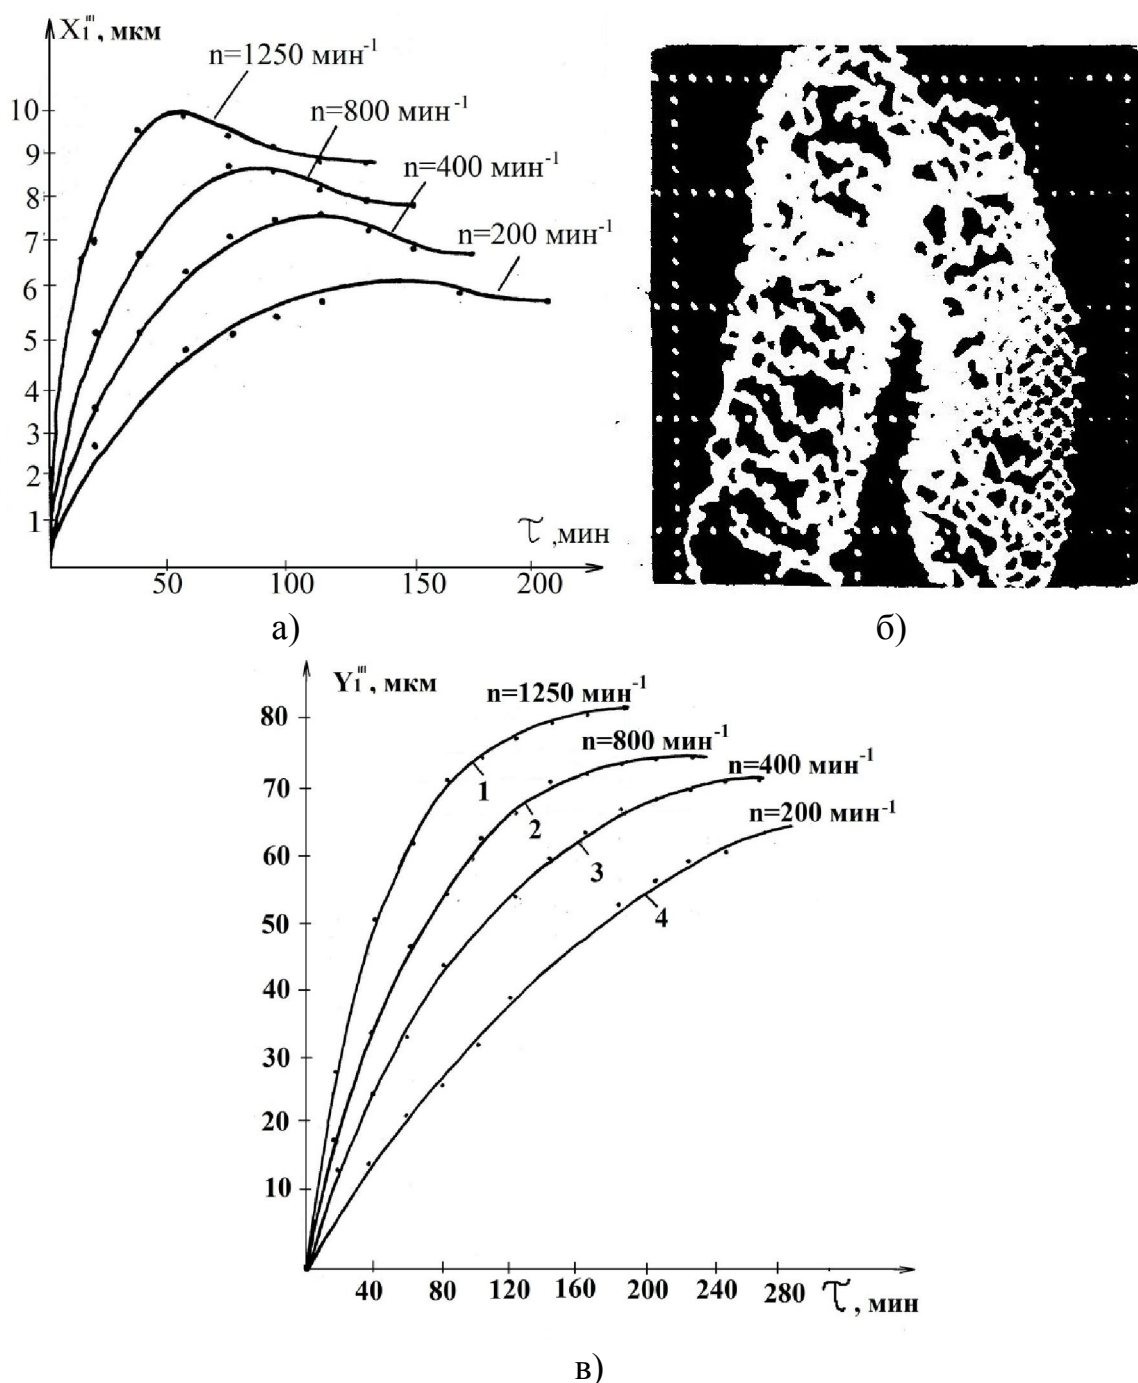 X₁''', мкм
n=1250 мин⁻¹
n=800 мин⁻¹
n=400 мин⁻¹
n=200 мин⁻¹
10
9
8
7
6
5
4
3
2
1
τ, мин
50 100 150 200
а)
б)
Y₁''', мкм
n=1250 мин⁻¹
n=800 мин⁻¹
n=400 мин⁻¹
n=200 мин⁻¹
80
70
60
50
40
30
20
10
1
2
3
4
40 80 120 160 200 240 280 τ, мин
в)